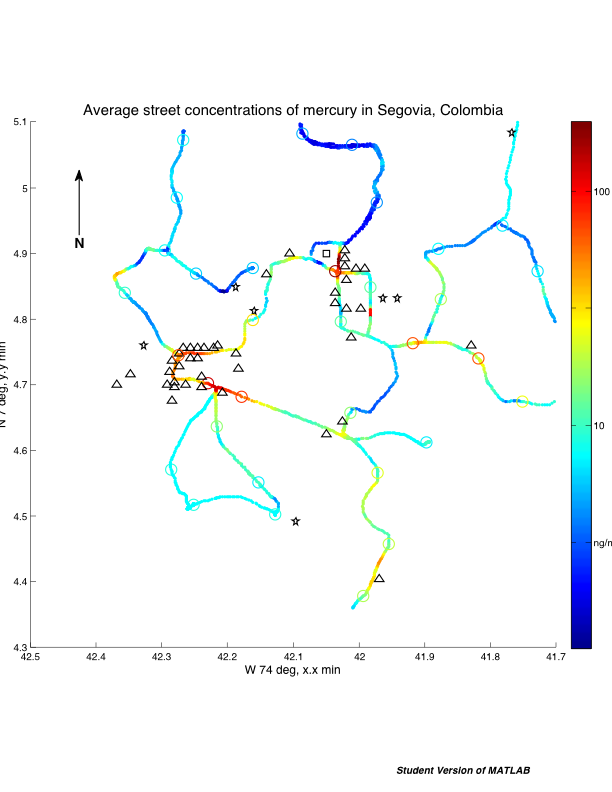 Average street concentrations of mercury in Segovia, Colombia
5.1
5
4.9
4.8
4.7
4.6
4.5
4.4
4.3
N
N 7 deg, y.y min
42.5 42.4 42.3 42.2 42.1 42 41.9 41.8 41.7
W 74 deg, x.x min
100
10
ng/n
Student Version of MATLAB